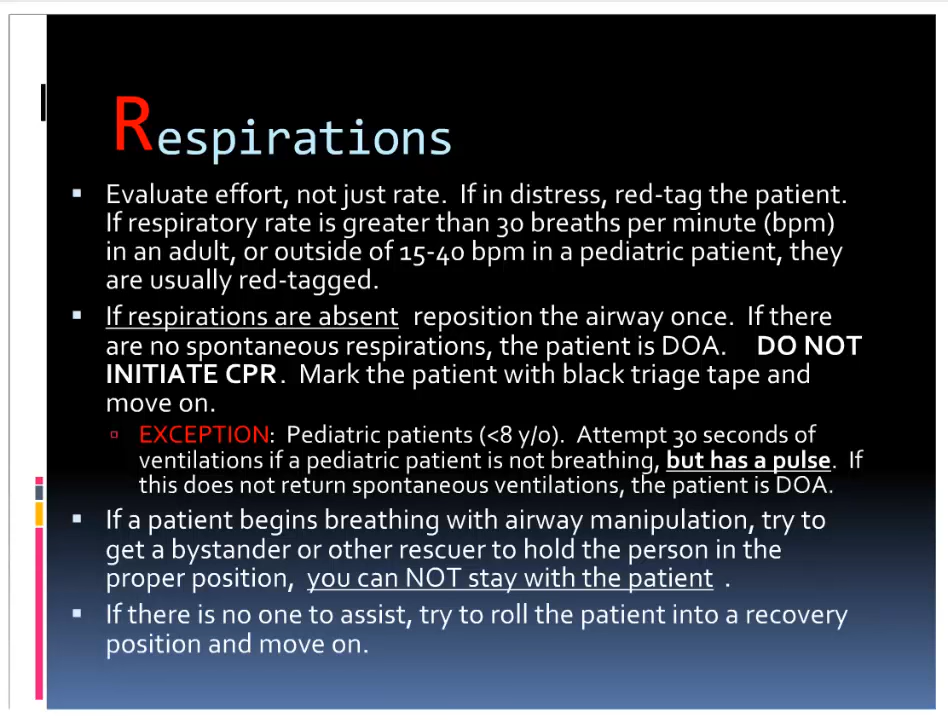 Respirations
▪ Evaluate effort, not just rate. If in distress, red-tag the patient.
If respiratory rate is greater than 30 breaths per minute (bpm)
in an adult, or outside of 15-40 bpm in a pediatric patient, they
are usually red-tagged.
▪ If respirations are absent reposition the airway once. If there
are no spontaneous respirations, the patient is DOA. DO NOT
INITIATE CPR. Mark the patient with black triage tape and
move on.
▫ EXCEPTION: Pediatric patients (<8 y/o). Attempt 30 seconds of
ventilations if a pediatric patient is not breathing, but has a pulse. If
this does not return spontaneous ventilations, the patient is DOA.
▪ If a patient begins breathing with airway manipulation, try to
get a bystander or other rescuer to hold the person in the
proper position, you can NOT stay with the patient .
▪ If there is no one to assist, try to roll the patient into a recovery
position and move on.